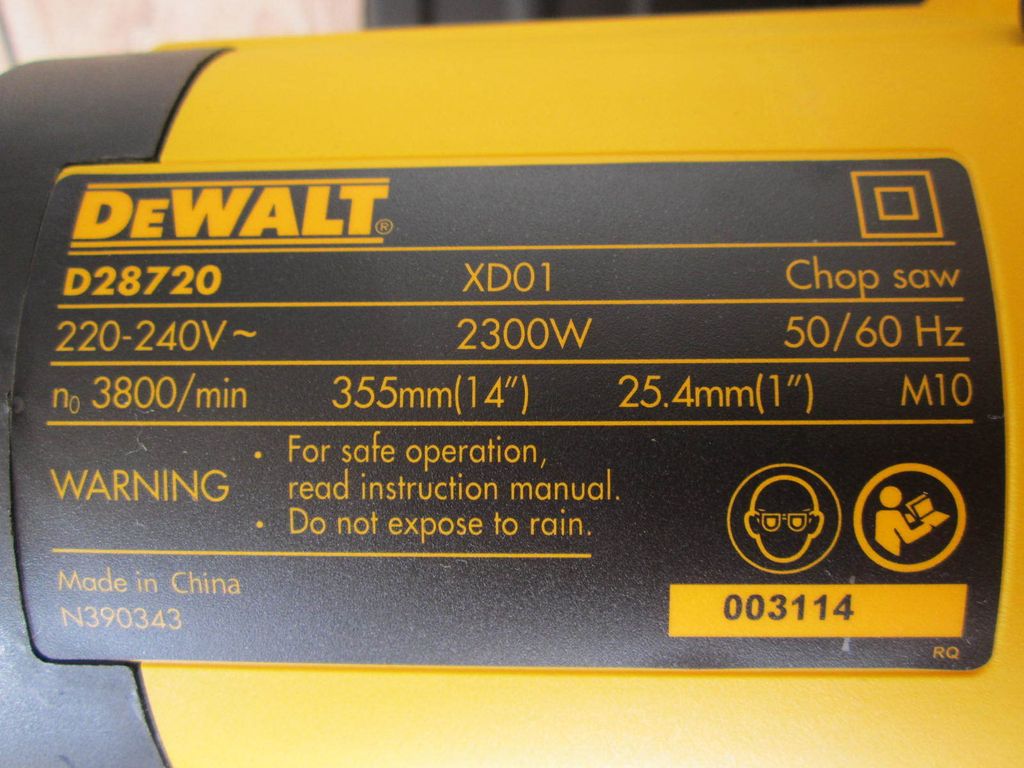 DEWALT®
D28720 XD01 Chop saw
220-240V~ 2300W 50/60 Hz
n₀ 3800/min 355mm(14″) 25.4mm(1″) M10
WARNING
• For safe operation,
read instruction manual.
• Do not expose to rain.
Made in China
N390343
003114
RQ